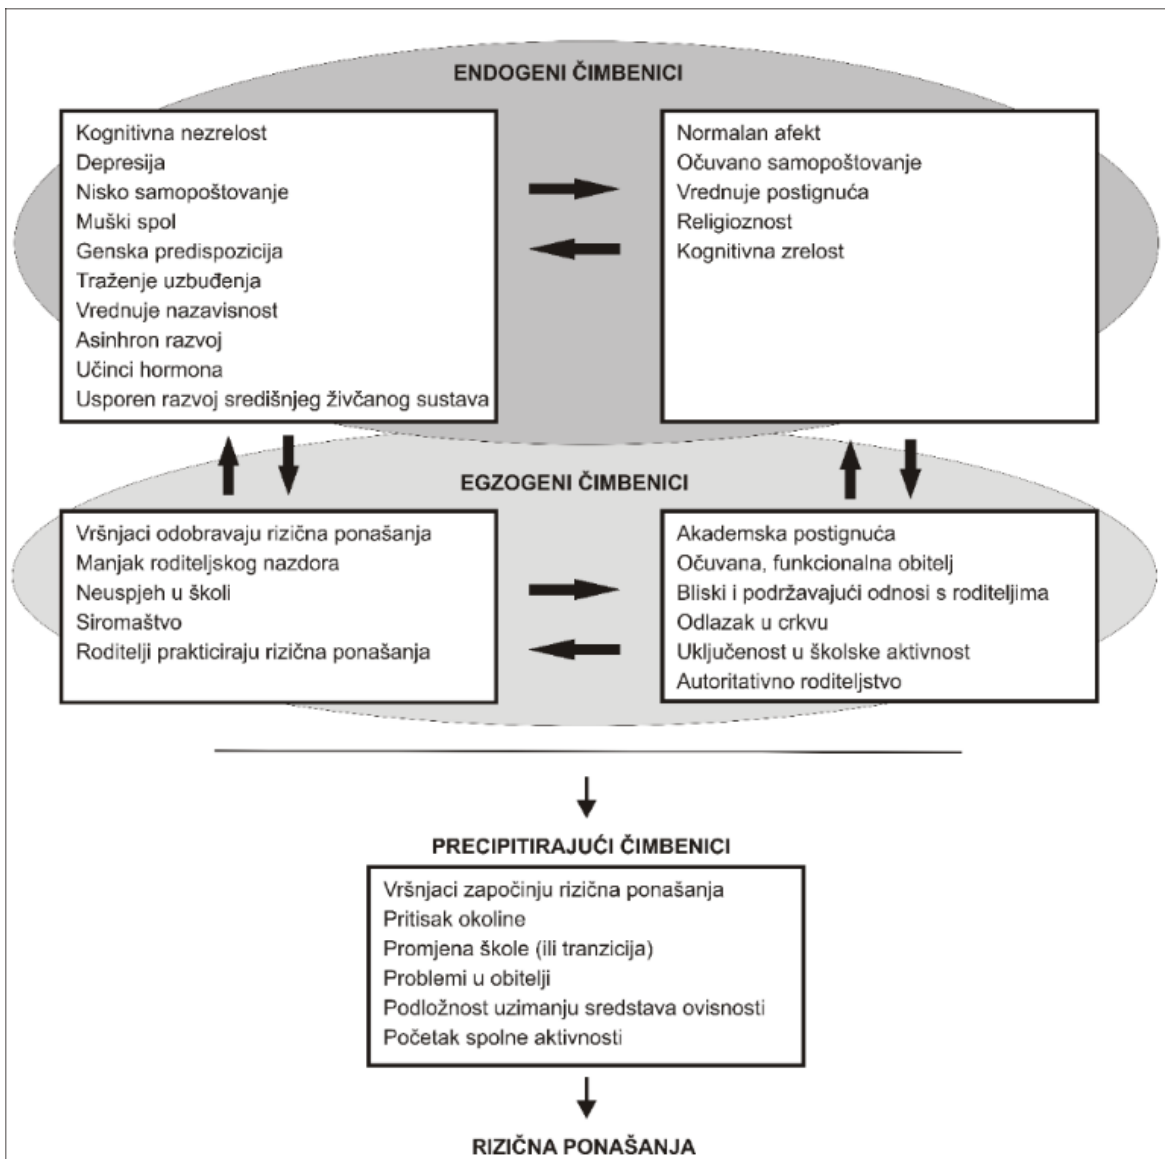 ENDOGENI ČIMBENICI
Kognitivna nezrelost
Depresija
Nisko samopoštovanje
Muški spol
Genska predispozicija
Traženje uzbuđenja
Vrednuje nazavisnost
Asinhron razvoj
Učinci hormona
Usporen razvoj središnjeg živčanog sustava
Normalan afekt
Očuvano samopoštovanje
Vrednuje postignuća
Religioznost
Kognitivna zrelost
EGZOGENI ČIMBENICI
Vršnjaci odobravaju rizična ponašanja
Manjak roditeljskog nazdora
Neuspjeh u školi
Siromaštvo
Roditelji prakticiraju rizična ponašanja
Akademska postignuća
Očuvana, funkcionalna obitelj
Bliski i podržavajući odnosi s roditeljima
Odlazak u crkvu
Uključenost u školske aktivnost
Autoritativno roditeljstvo
PRECIPITIRAJUĆI ČIMBENICI
Vršnjaci započinju rizična ponašanja
Pritisak okoline
Promjena škole (ili tranzicija)
Problemi u obitelji
Podložnost uzimanju sredstava ovisnosti
Početak spolne aktivnosti
RIZIČNA PONAŠANJA